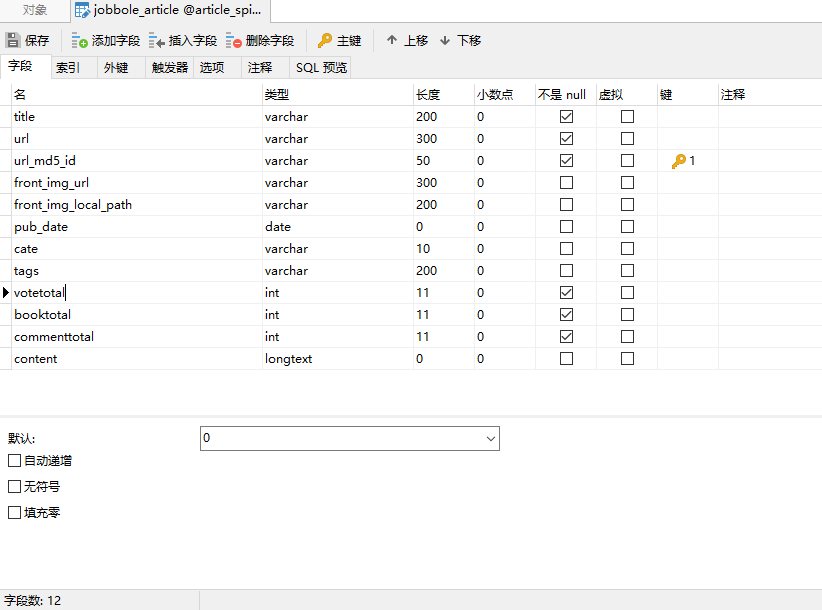 对象 jobbole_article @article_spi...
保存 添加字段 插入字段 删除字段 主键 上移 下移
字段 索引 外键 触发器 选项 注释 SQL 预览
名 类型 长度 小数点 不是 null 虚拟 键 注释
title varchar 200 0
url varchar 300 0
url_md5_id varchar 50 0 1
front_img_url varchar 300 0
front_img_local_path varchar 200 0
pub_date date 0 0
cate varchar 10 0
tags varchar 200 0
votetotal int 11 0
booktotal int 11 0
commenttotal int 11 0
content longtext 0 0
默认: 0
自动递增
无符号
填充零
字段数: 12